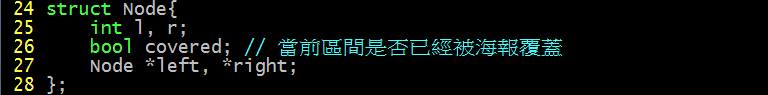 24 struct Node{
25     int l, r;
26     bool covered; // 當前區間是否已經被海報覆蓋
27     Node *left, *right;
28 };